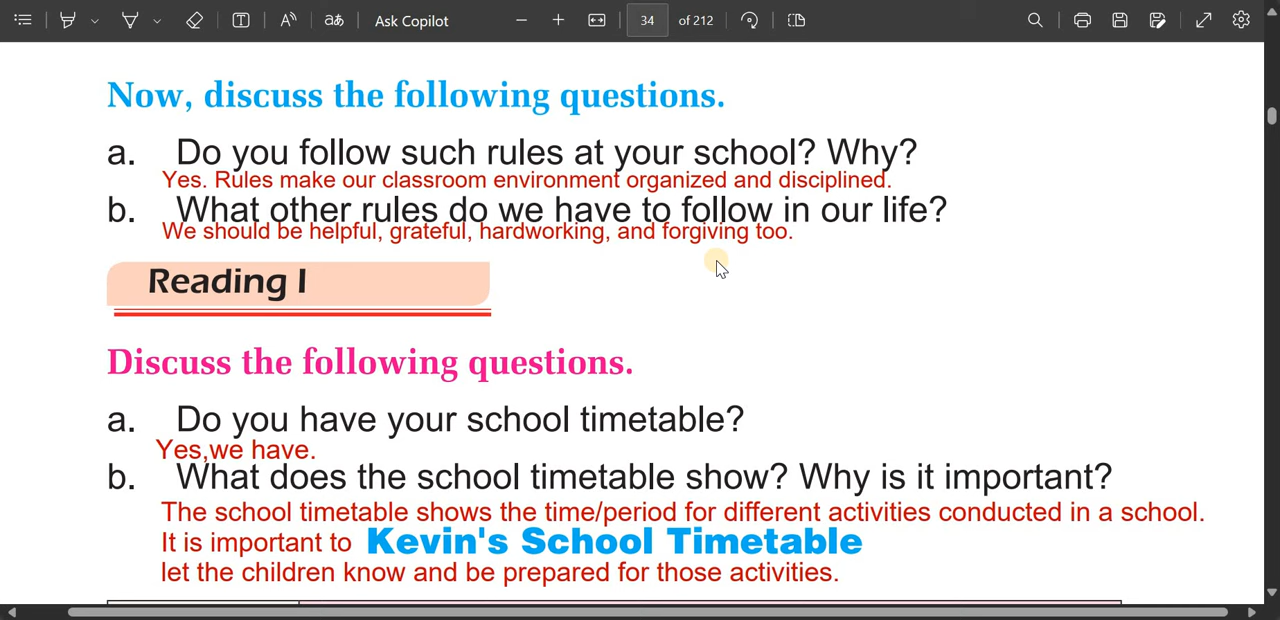 Ask Copilot
34 of 212
Now, discuss the following questions.
a. Do you follow such rules at your school? Why?
Yes. Rules make our classroom environment organized and disciplined.
b. What other rules do we have to follow in our life?
We should be helpful, grateful, hardworking, and forgiving too.
Reading I
Discuss the following questions.
a. Do you have your school timetable?
Yes,we have.
b. What does the school timetable show? Why is it important?
The school timetable shows the time/period for different activities conducted in a school.
It is important to
Kevin's School Timetable
let the children know and be prepared for those activities.